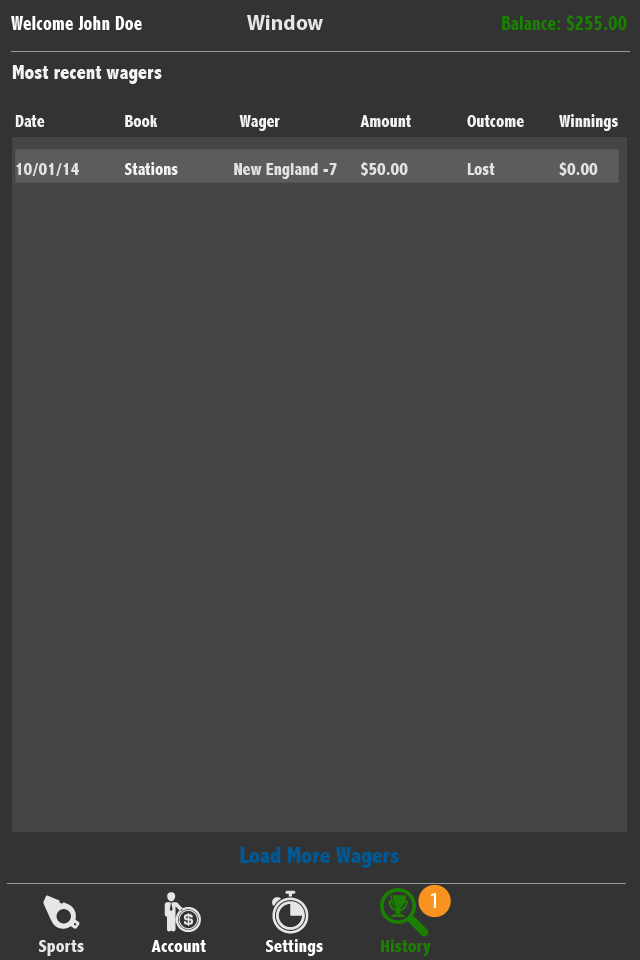 Welcome John Doe Window Balance: $255.00
Most recent wagers
Date Book Wager Amount Outcome Winnings
10/01/14 Stations New England -7 $50.00 Lost $0.00
Load More Wagers
1
Sports Account Settings History